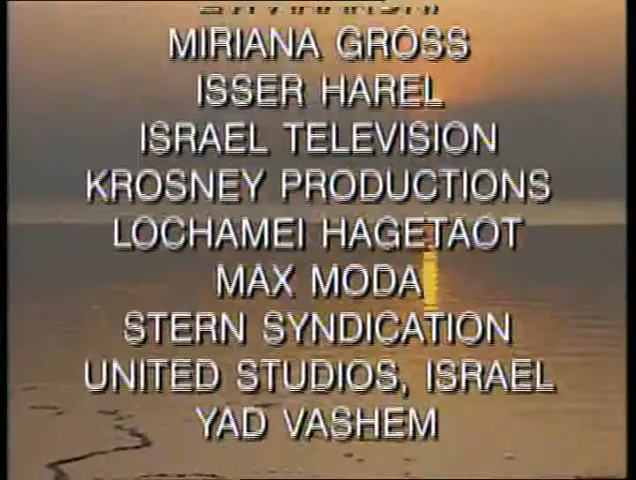 MIRIANA GROSS
ISSER HAREL
ISRAEL TELEVISION
KROSNEY PRODUCTIONS
LOCHAMEI HAGETAOT
MAX MODA
STERN SYNDICATION
UNITED STUDIOS, ISRAEL
YAD VASHEM